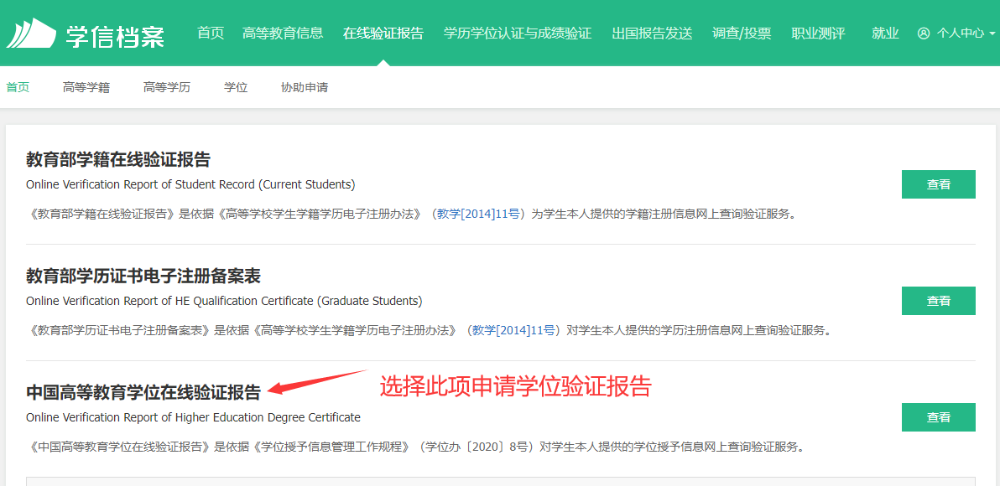 学信档案 首页 高等教育信息 在线验证报告 学历学位认证与成绩验证 出国报告发送 调查/投票 职业测评 就业 个人中心
首页 高等学籍 高等学历 学位 协助申请
教育部学籍在线验证报告
Online Verification Report of Student Record (Current Students)
查看
《教育部学籍在线验证报告》是依据《高等学校学生学籍学历电子注册办法》（教学[2014]11号）为学生本人提供的学籍注册信息网上查询验证服务。
教育部学历证书电子注册备案表
Online Verification Report of HE Qualification Certificate (Graduate Students)
查看
《教育部学历证书电子注册备案表》是依据《高等学校学生学籍学历电子注册办法》（教学[2014]11号）对学生本人提供的学历注册信息网上查询验证服务。
中国高等教育学位在线验证报告 选择此项申请学位验证报告
Online Verification Report of Higher Education Degree Certificate
查看
《中国高等教育学位在线验证报告》是依据《学位授予信息管理工作规程》（学位办〔2020〕8号）对学生本人提供的学位授予信息网上查询验证服务。